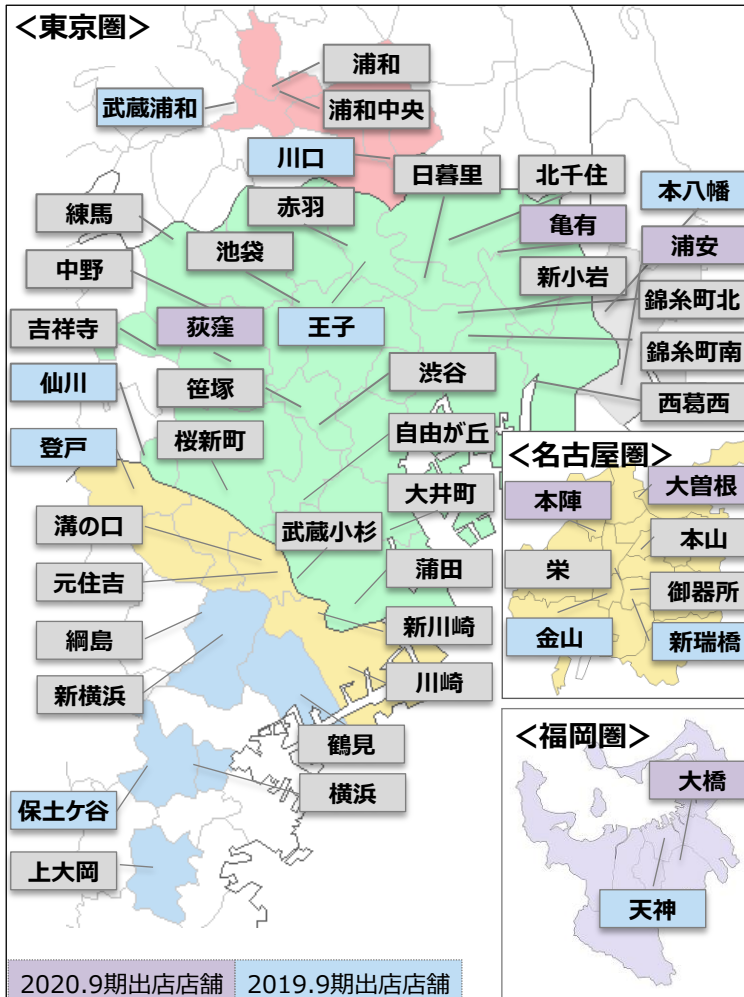 ＜東京圏＞
浦和
武蔵浦和
浦和中央
川口
日暮里
北千住
本八幡
練馬
赤羽
亀有
浦安
池袋
中野
新小岩
錦糸町北
吉祥寺
荻窪
王子
錦糸町南
仙川
笹塚
渋谷
西葛西
登戸
桜新町
自由が丘
大井町
溝の口
武蔵小杉
元住吉
蒲田
綱島
新川崎
新横浜
川崎
鶴見
保土ケ谷
横浜
上大岡
＜名古屋圏＞
本陣
大曽根
本山
栄
御器所
金山
新瑞橋
＜福岡圏＞
大橋
天神
2020.9期出店店舗
2019.9期出店店舗